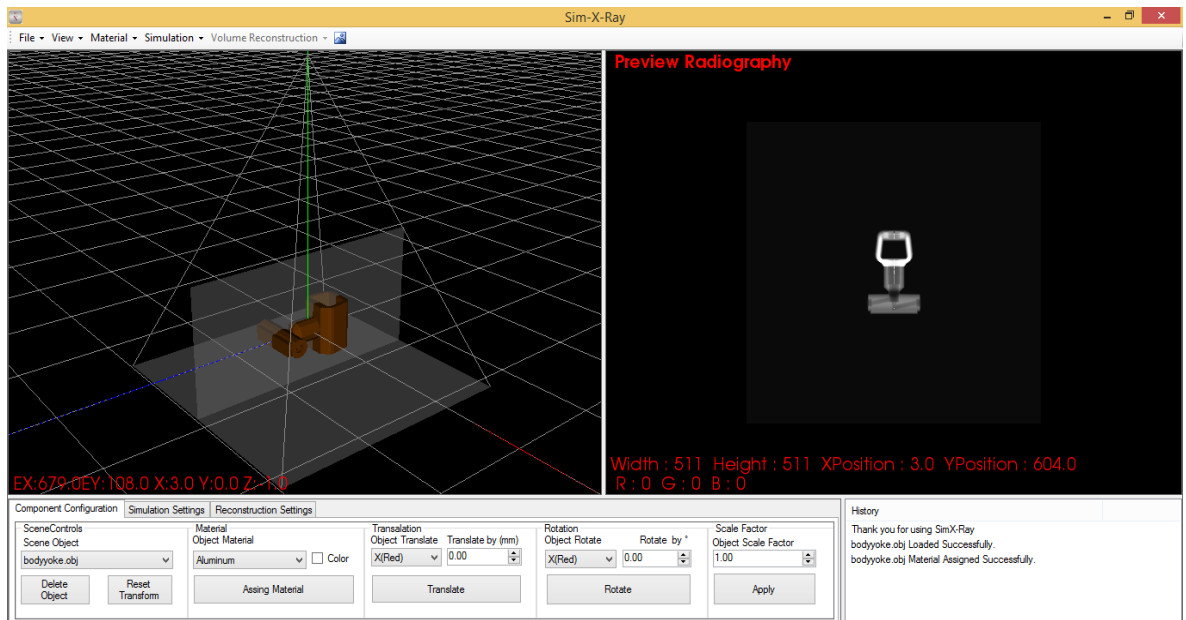 Sim-X-Ray
File View Material Simulation Volume Reconstruction
Preview Radiography
EX:679.0EY:108.0 X:3.0 Y:0.0 Z:-1.0
Width : 511 Height : 511 XPosition : 3.0 YPosition : 604.0
R : 0 G : 0 B : 0
Component Configuration Simulation Settings Reconstruction Settings
SceneControls Material Transalation Rotation Scale Factor
Scene Object Object Material Object Translate Translate by (mm) Object Rotate Rotate by ° Object Scale Factor
bodyyoke.obj Aluminum Color X(Red) 0.00 X(Red) 0.00 1.00
Delete Object Reset Transform Assing Material Translate Rotate Apply
History
Thank you for using SimX-Ray
bodyyoke.obj Loaded Successfully.
bodyyoke.obj Material Assigned Successfully.